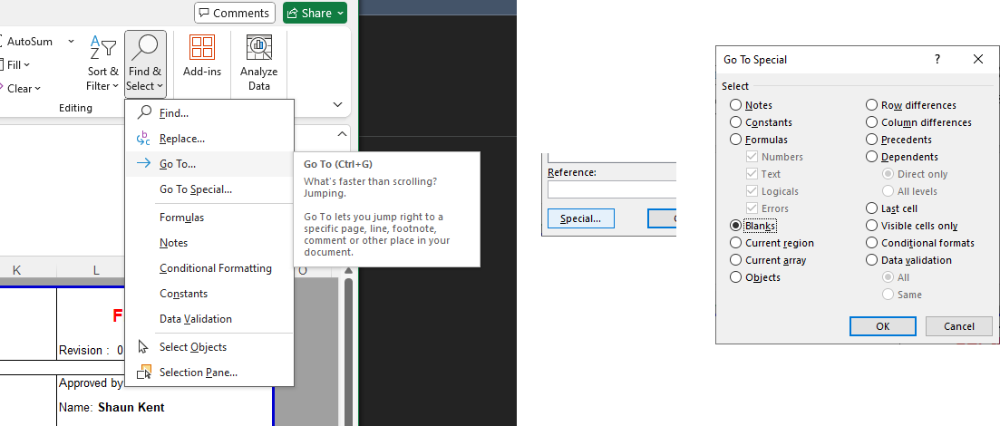 Comments
Share
AutoSum
Fill
Clear
Sort &
Filter
Find &
Select
Editing
Add-ins
Analyze
Data
Find...
Replace...
Go To...
Go To Special...
Formulas
Notes
Conditional Formatting
Constants
Data Validation
Select Objects
Selection Pane...
Go To (Ctrl+G)
What's faster than scrolling?
Jumping.
Go To lets you jump right to a
specific page, line, footnote,
comment or other place in your
document.
K
L
O
F
Revision : 0
Approved by
Name: Shaun Kent
Reference:
Special...
Go To Special
?
Select
Notes
Constants
Formulas
Numbers
Text
Logicals
Errors
Blanks
Current region
Current array
Objects
Row differences
Column differences
Precedents
Dependents
Direct only
All levels
Last cell
Visible cells only
Conditional formats
Data validation
All
Same
OK
Cancel